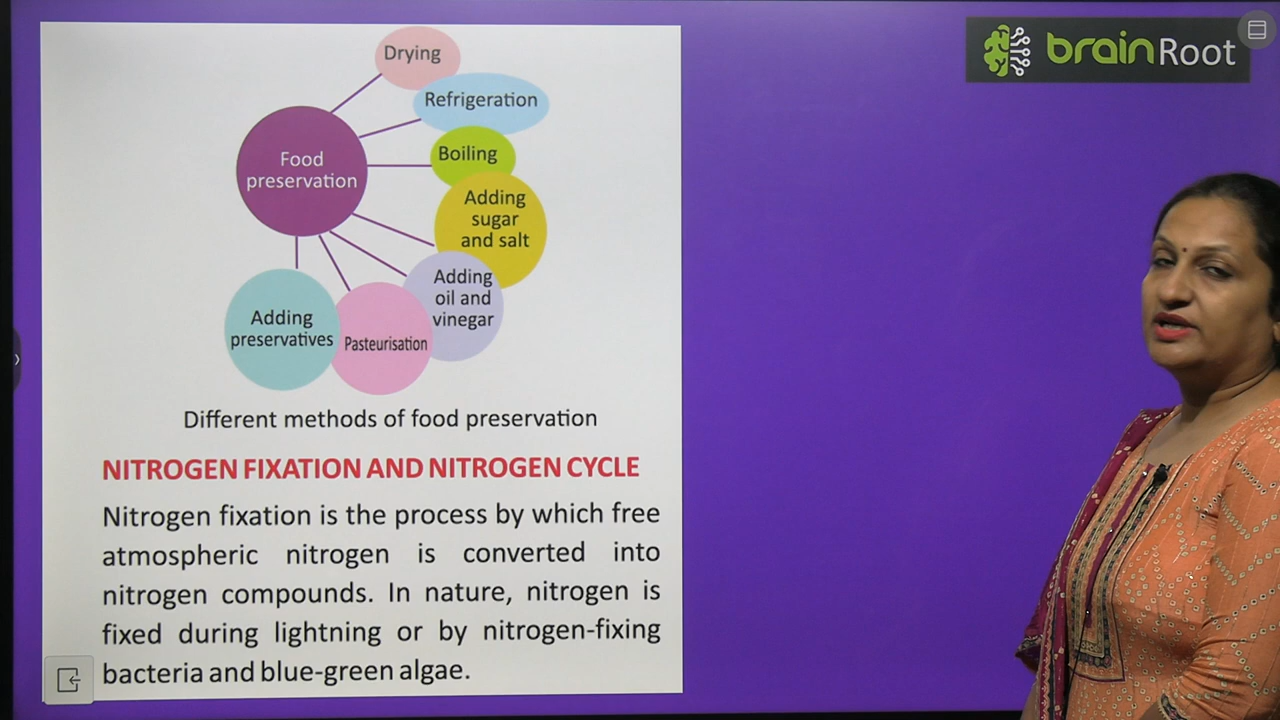 brainRoot
Drying
Refrigeration
Boiling
Food
preservation
Adding
sugar
and salt
Adding
oil and
vinegar
Adding
preservatives
Pasteurisation
Different methods of food preservation
NITROGEN FIXATION AND NITROGEN CYCLE
Nitrogen fixation is the process by which free
atmospheric nitrogen is converted into
nitrogen compounds. In nature, nitrogen is
fixed during lightning or by nitrogen-fixing
bacteria and blue-green algae.